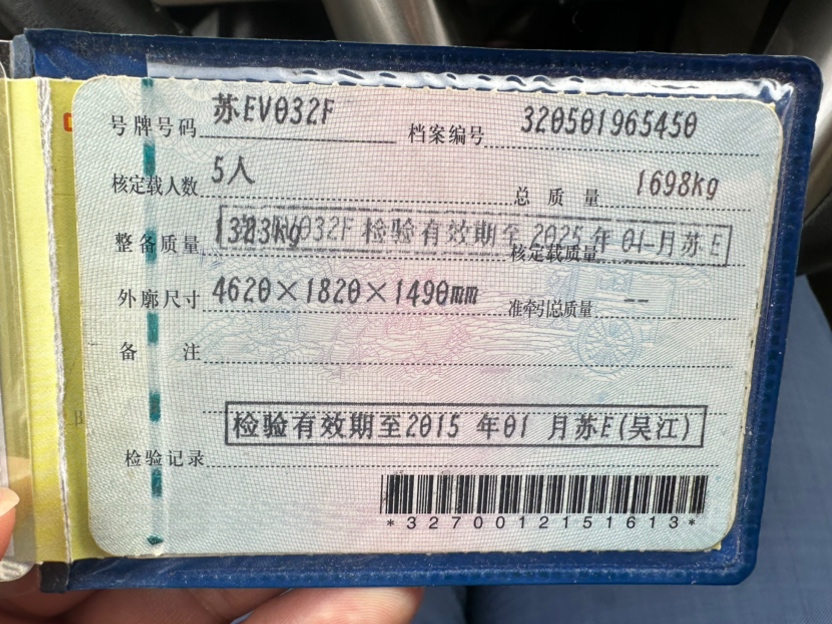 号牌号码 苏EV032F 档案编号 320501965450
核定载人数 5人 总质量 1698kg
整备质量 1323kg 核定载质量
苏EV032F 检验有效期至 2025年 01月苏E
外廓尺寸 4620×1820×1490mm 准牵引总质量 --
备注
检验有效期至2015 年01 月苏E(吴江)
检验记录
*3270012151613*